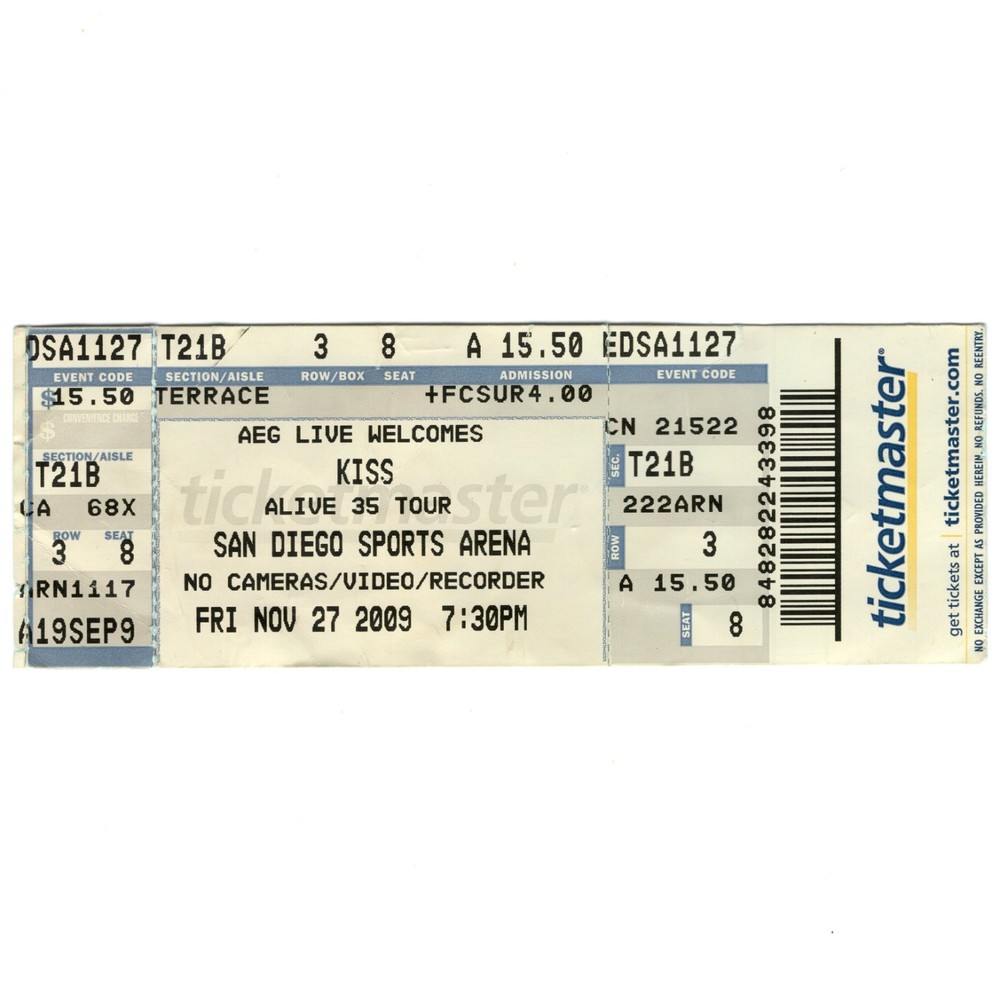 DSA1127
EVENT CODE
$15.50
$ CONVENIENCE CHARGE
SECTION/AISLE
T21B
CA 68X
ROW SEAT
3 8
ARN1117
A19SEP9
T21B 3 8 A 15.50 EDSA1127
SECTION/AISLE ROW/BOX SEAT ADMISSION EVENT CODE
TERRACE +FCSUR4.00
ticketmaster®
AEG LIVE WELCOMES
KISS
ALIVE 35 TOUR
SAN DIEGO SPORTS ARENA
NO CAMERAS/VIDEO/RECORDER
FRI NOV 27 2009 7:30PM
CN 21522
SEC. T21B
222ARN
ROW 3
A 15.50
SEAT 8
848282243398
ticketmaster®
get tickets at ticketmaster.com
NO EXCHANGE EXCEPT AS PROVIDED HEREIN. NO REFUNDS. NO REENTRY.